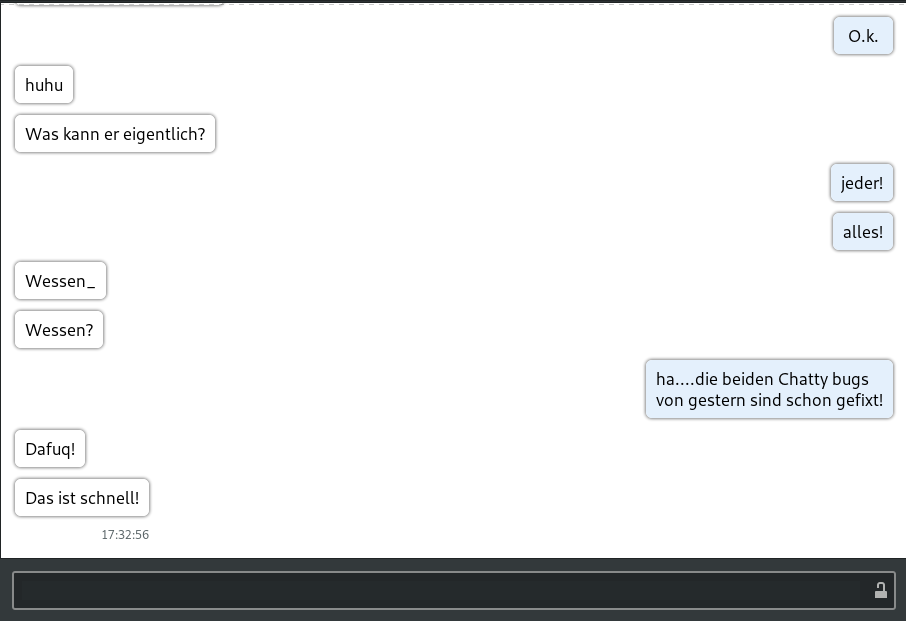 O.k.
huhu
Was kann er eigentlich?
jeder!
alles!
Wessen_
Wessen?
ha....die beiden Chatty bugs
von gestern sind schon gefixt!
Dafuq!
Das ist schnell!
17:32:56